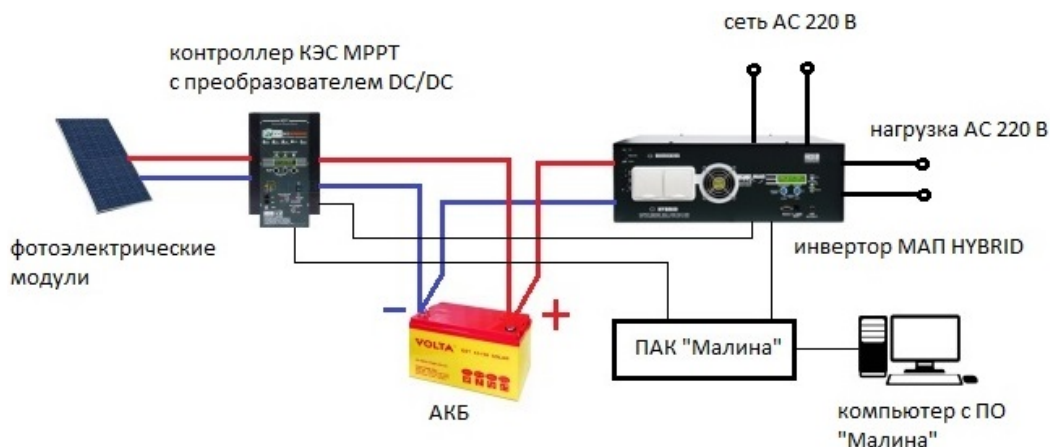 сеть АС 220 В
контроллер КЭС МРРТ
с преобразователем DC/DC
нагрузка АС 220 В
фотоэлектрические
модули
инвертор МАП HYBRID
−
+
VOLTA
ПАК "Малина"
АКБ
компьютер с ПО
"Малина"